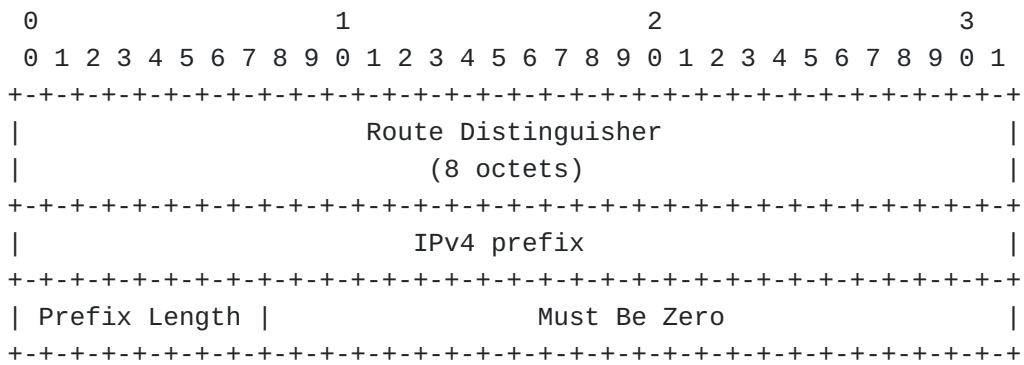 0                   1                   2                   3
 0 1 2 3 4 5 6 7 8 9 0 1 2 3 4 5 6 7 8 9 0 1 2 3 4 5 6 7 8 9 0 1
+-+-+-+-+-+-+-+-+-+-+-+-+-+-+-+-+-+-+-+-+-+-+-+-+-+-+-+-+-+-+-+-+
|                      Route Distinguisher                      |
|                          (8 octets)                           |
+-+-+-+-+-+-+-+-+-+-+-+-+-+-+-+-+-+-+-+-+-+-+-+-+-+-+-+-+-+-+-+-+
|                         IPv4 prefix                           |
+-+-+-+-+-+-+-+-+-+-+-+-+-+-+-+-+-+-+-+-+-+-+-+-+-+-+-+-+-+-+-+-+
| Prefix Length |                 Must Be Zero                  |
+-+-+-+-+-+-+-+-+-+-+-+-+-+-+-+-+-+-+-+-+-+-+-+-+-+-+-+-+-+-+-+-+